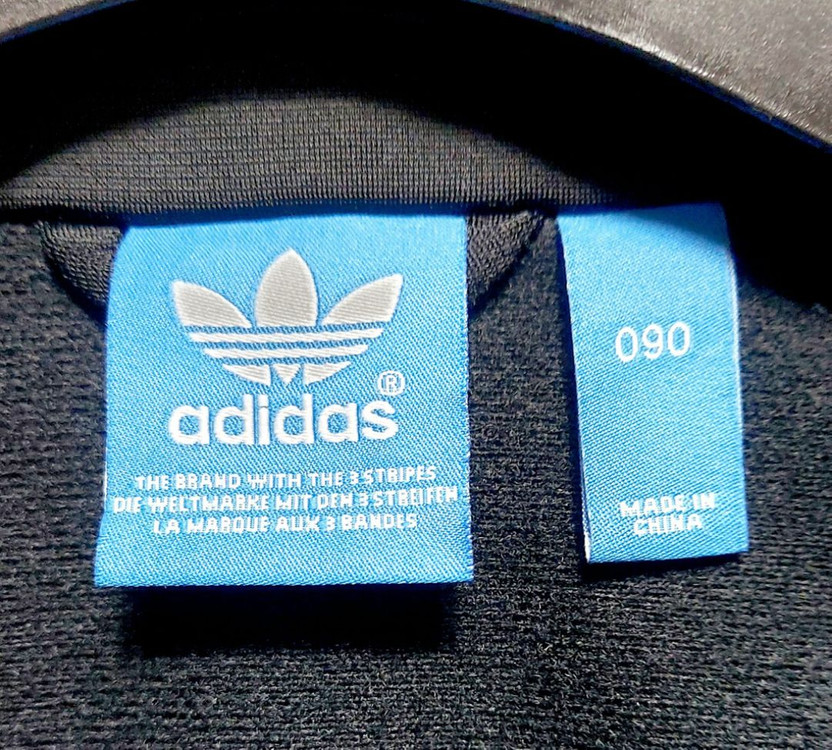 adidas®
THE BRAND WITH THE 3 STRIPES
DIE WELTMARKE MIT DEN 3 STREIFEN
LA MARQUE AUX 3 BANDES
090
MADE IN
CHINA